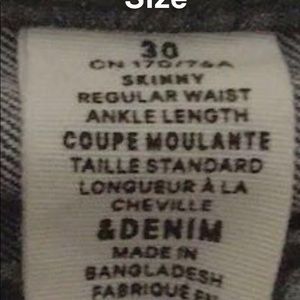 Size
30
CN 170/76A
SKINNY
REGULAR WAIST
ANKLE LENGTH
COUPE MOULANTE
TAILLE STANDARD
LONGUEUR À LA
CHEVILLE
&DENIM
MADE IN
BANGLADESH
FABRIQUÉ